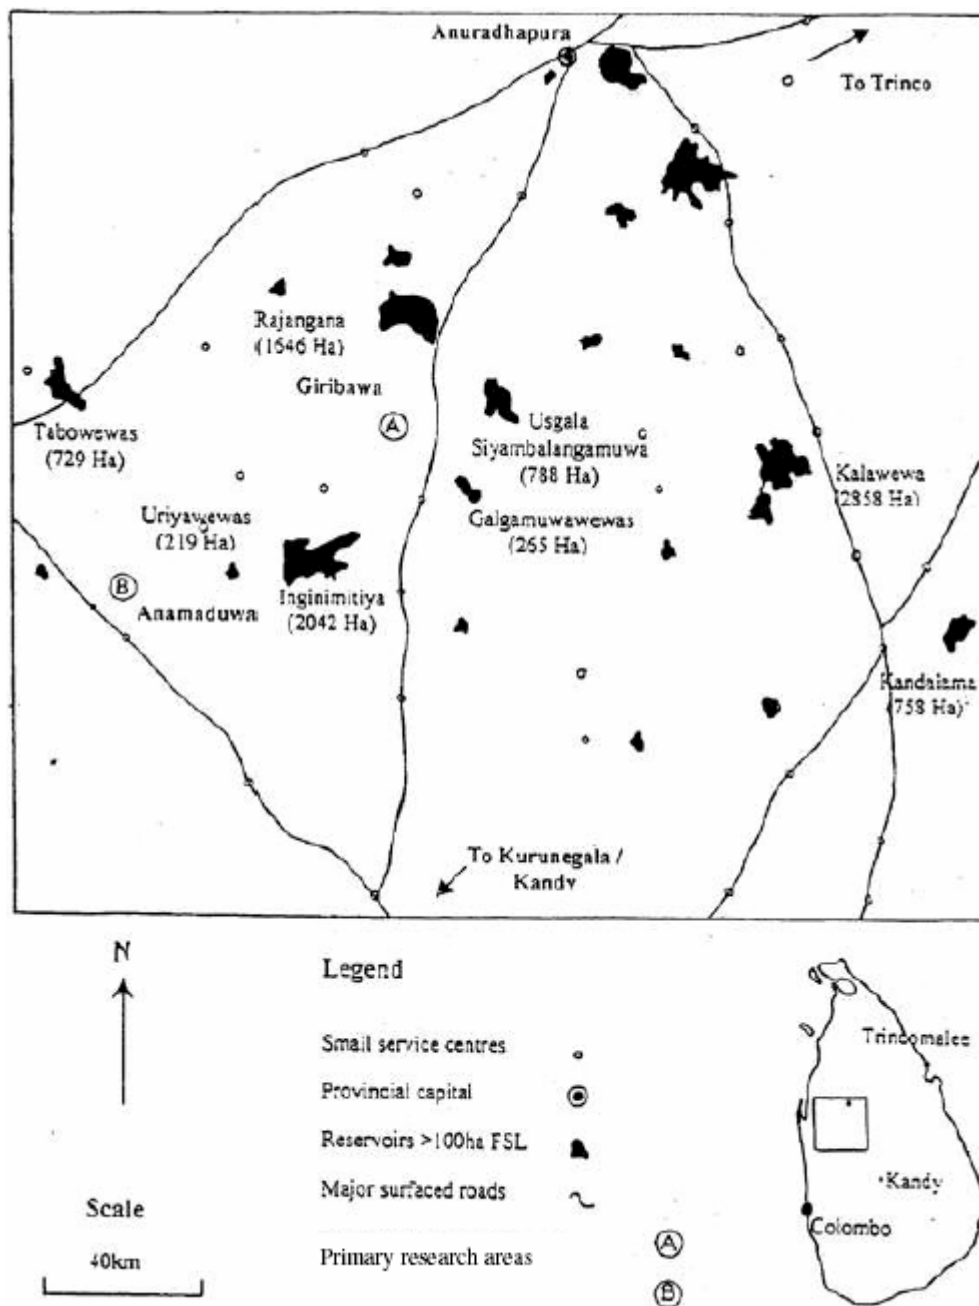 Anuradhapura
To Trinco
Rajangana
(1646 Ha)
Giribawa
A
Tabowewas
(729 Ha)
Usgala
Siyambalangamuwa
(788 Ha)
Kalawewa
(2858 Ha)
Uriyawewas
(219 Ha)
Galgamuwawewas
(265 Ha)
B
Anamaduwa
Inginimitiya
(2042 Ha)
Kandalama
(758 Ha)
To Kurunegala /
Kandy
N
Legend
Small service centres
Provincial capital
Reservoirs >100ha FSL
Major surfaced roads
Primary research areas
A
B
Scale
40km
Trincomalee
Kandy
Colombo